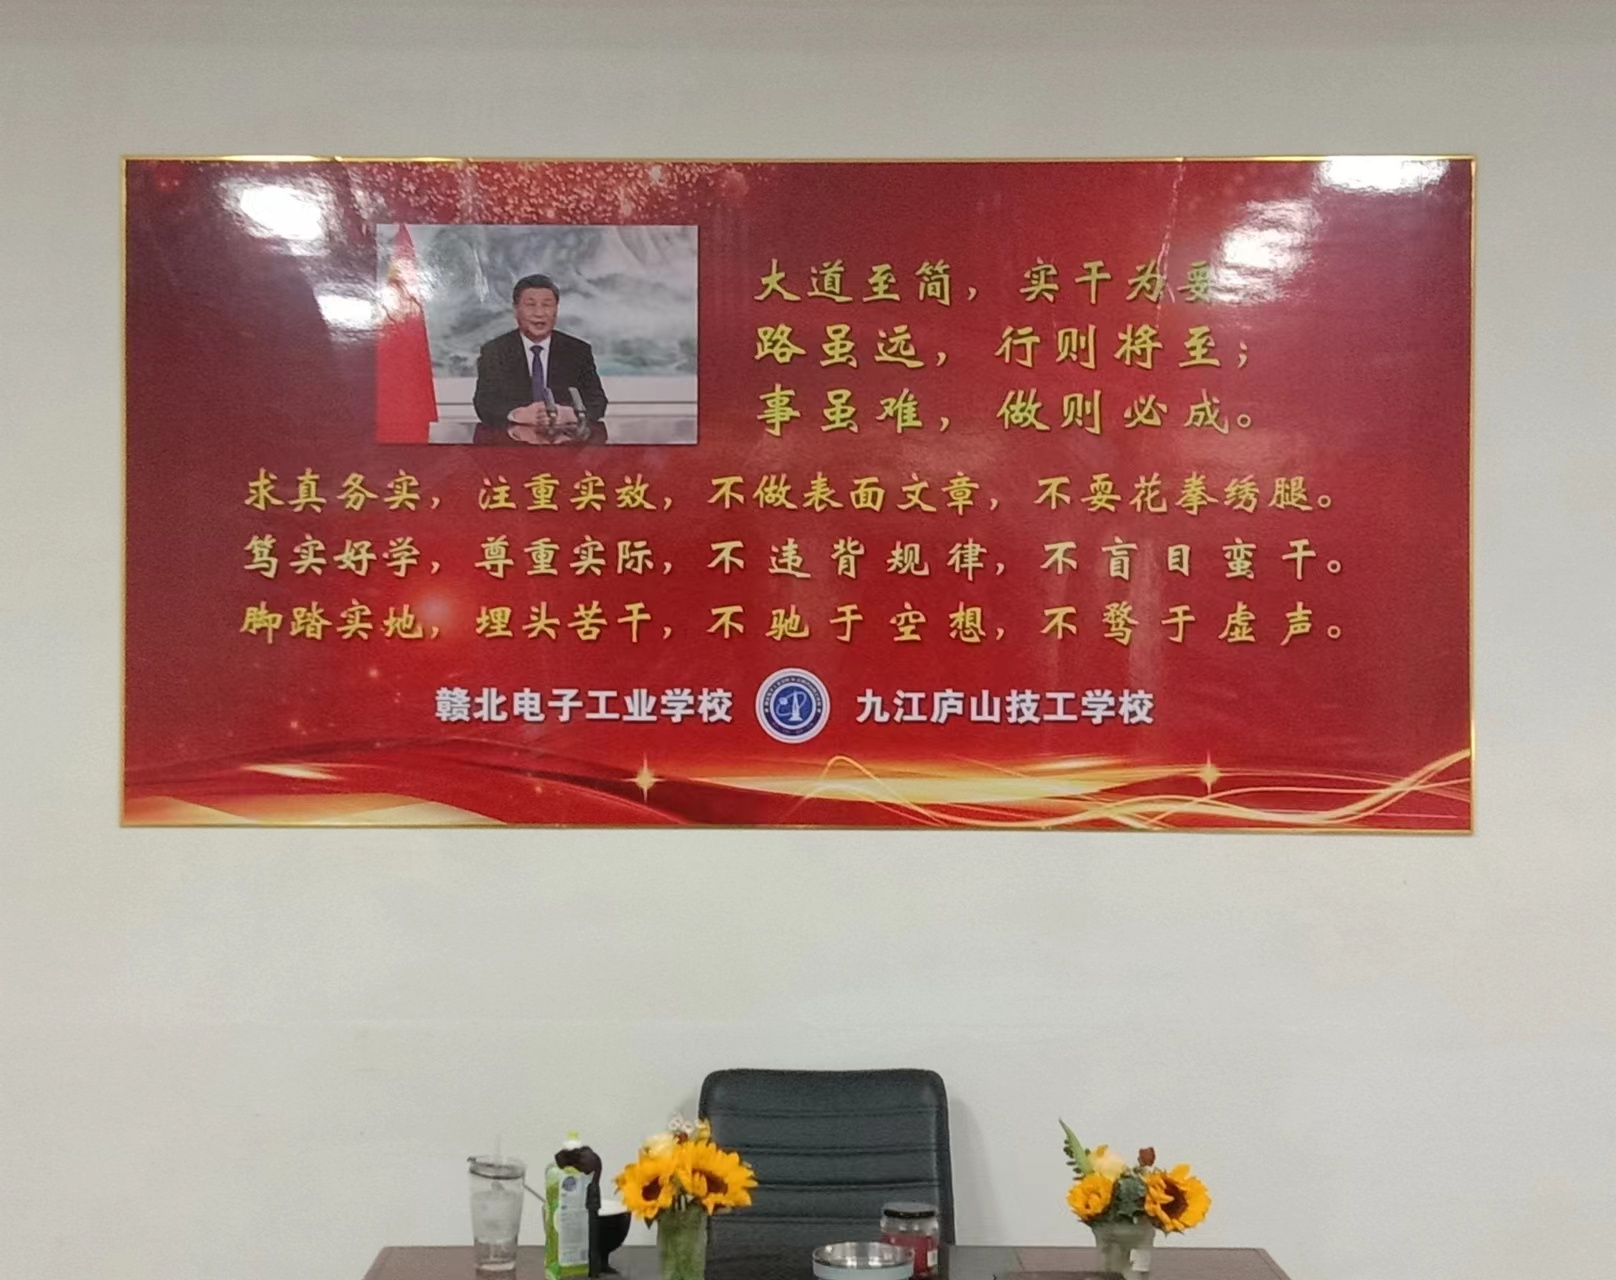 大道至简，实干为要
路虽远，行则将至；
事虽难，做则必成。
求真务实，注重实效，不做表面文章，不耍花拳绣腿。
笃实好学，尊重实际，不违背规律，不盲目蛮干。
脚踏实地，埋头苦干，不驰于空想，不骛于虚声。
赣北电子工业学校 九江庐山技工学校